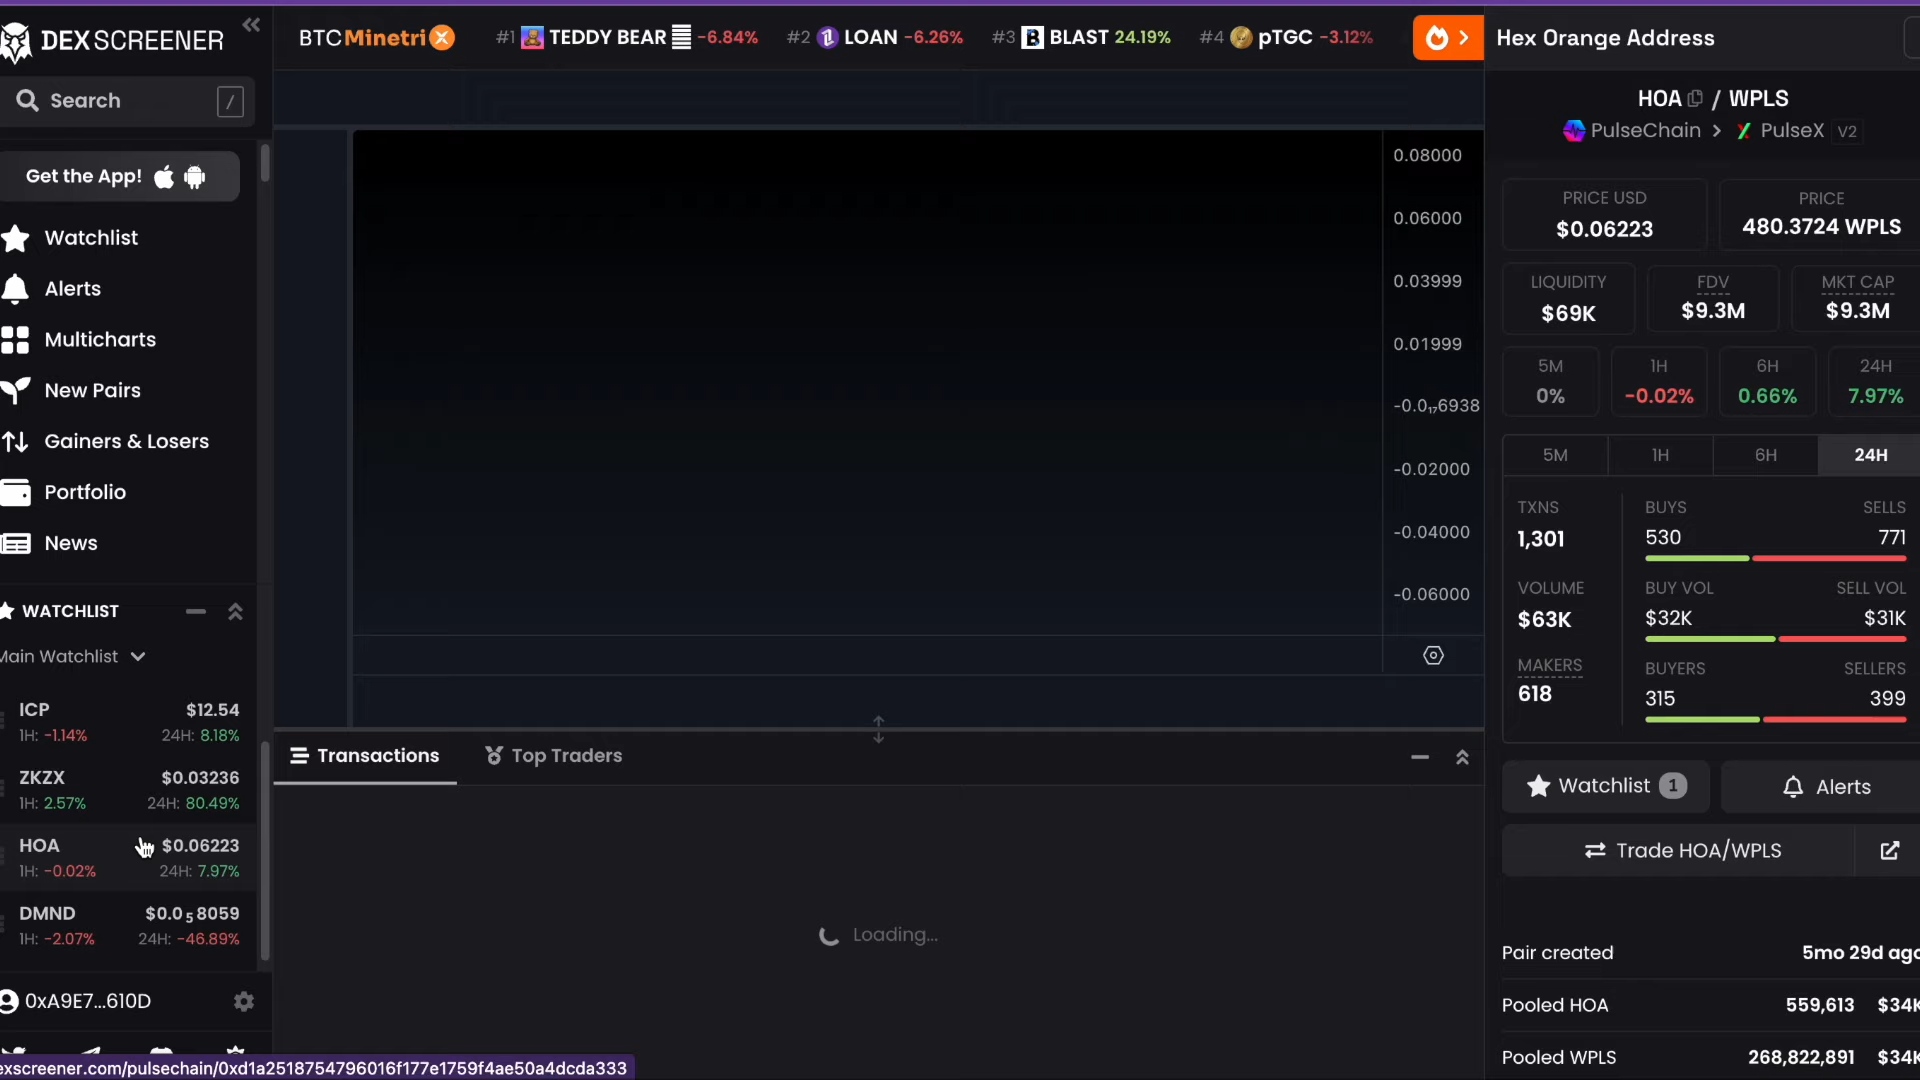 DEX SCREENER
Search /
Get the App!
Watchlist
Alerts
Multicharts
New Pairs
Gainers & Losers
Portfolio
News
WATCHLIST
Main Watchlist
ICP $12.54
1H: -1.14% 24H: 8.18%
ZKZX $0.03236
1H: 2.57% 24H: 80.49%
HOA $0.06223
1H: -0.02% 24H: 7.97%
DMND $0.0₅8059
1H: -2.07% 24H: -46.89%
0xA9E7...610D
exscreener.com/pulsechain/0xd1a2518754796016f177e1759f4ae50a4dcda333
BTCMinetrix #1 TEDDY BEAR -6.84% #2 LOAN -6.26% #3 BLAST 24.19% #4 pTGC -3.12%
0.08000
0.06000
0.03999
0.01999
-0.0₁₇6938
-0.02000
-0.04000
-0.06000
Transactions Top Traders
Loading...
Hex Orange Address
HOA / WPLS
PulseChain > PulseX V2
PRICE USD PRICE
$0.06223 480.3724 WPLS
LIQUIDITY FDV MKT CAP
$69K $9.3M $9.3M
5M 1H 6H 24H
0% -0.02% 0.66% 7.97%
5M 1H 6H 24H
TXNS BUYS SELLS
1,301 530 771
VOLUME BUY VOL SELL VOL
$63K $32K $31K
MAKERS BUYERS SELLERS
618 315 399
Watchlist 1 Alerts
Trade HOA/WPLS
Pair created 5mo 29d ago
Pooled HOA 559,613 $34K
Pooled WPLS 268,822,891 $34K